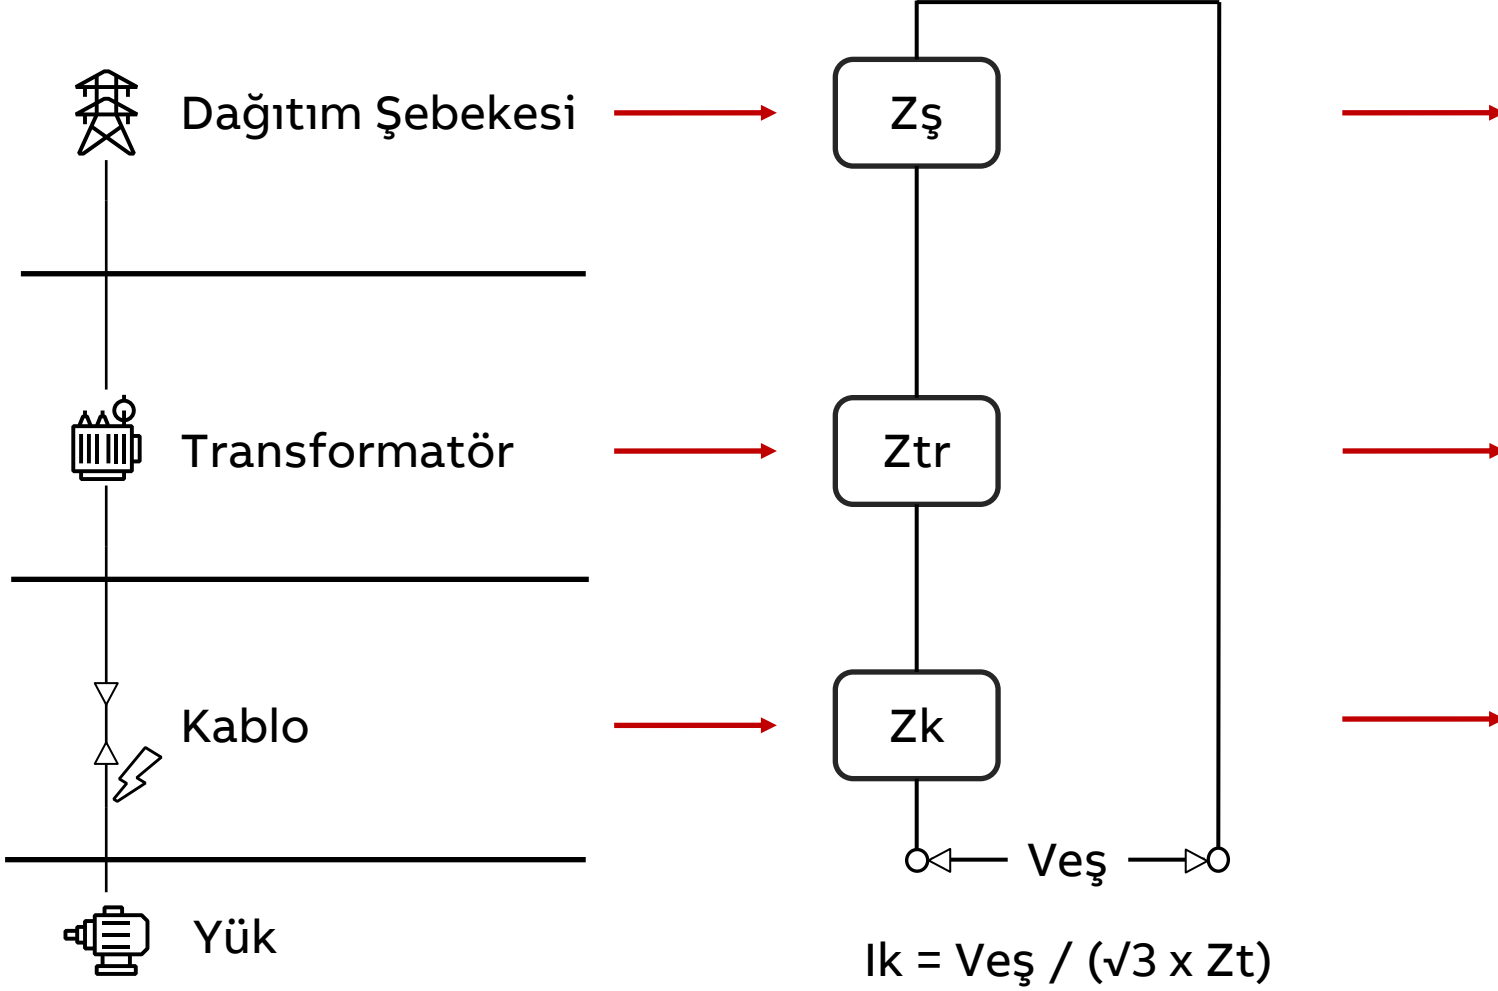 Dağıtım Şebekesi
Zş
Transformatör
Ztr
Kablo
Zk
Veş
Yük
Ik = Veş / (√3 x Zt)